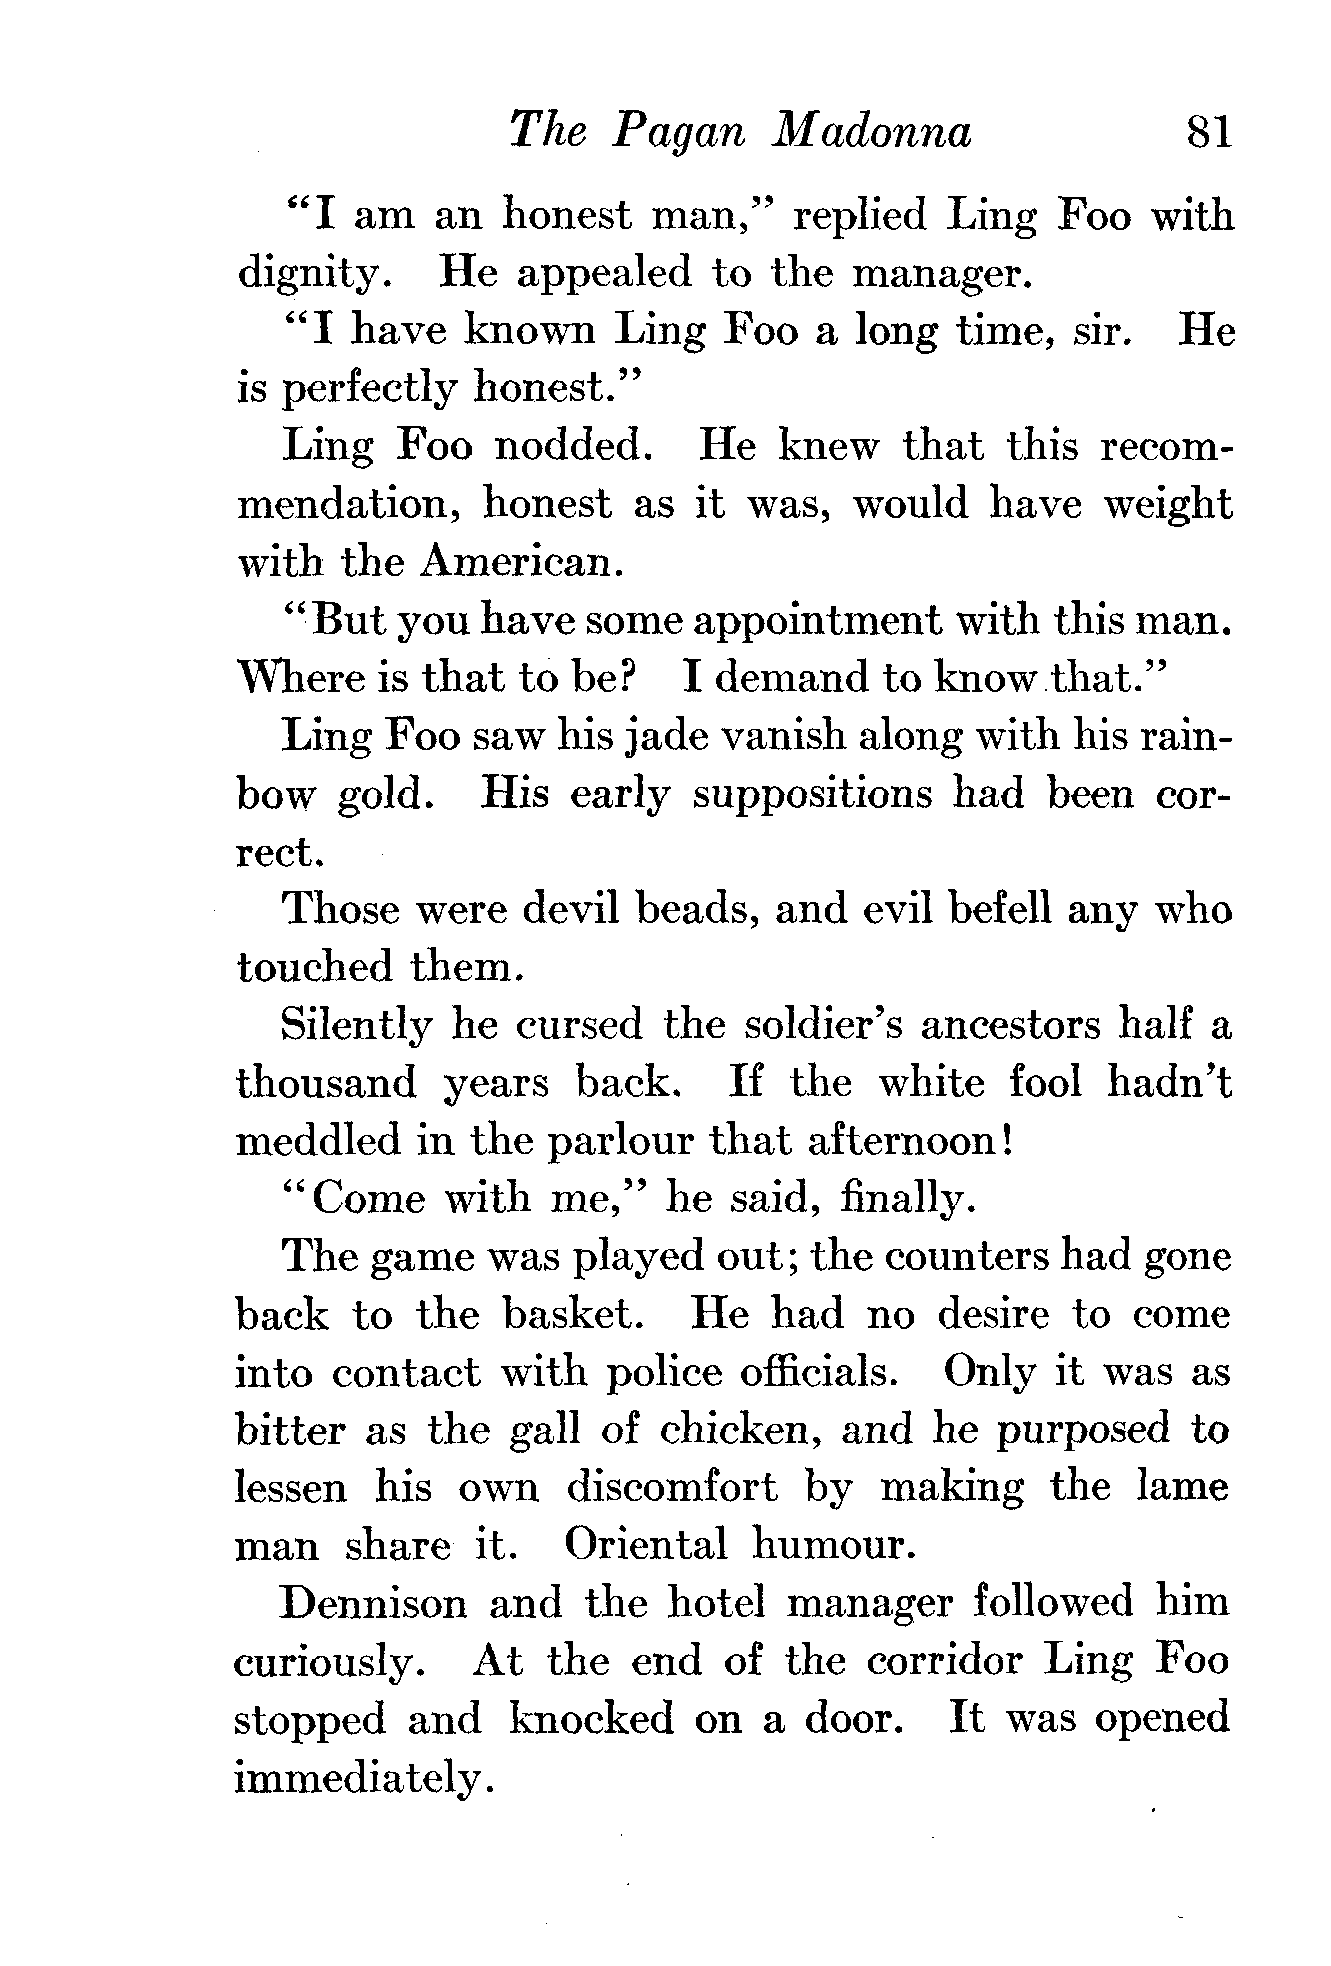 The Pagan Madonna 81
“I am an honest man,” replied Ling Foo with
dignity. He appealed to the manager.
“I have known Ling Foo a long time, sir. He
is perfectly honest.”
Ling Foo nodded. He knew that this recom-
mendation, honest as it was, would have weight
with the American.
“But you have some appointment with this man.
Where is that to be? I demand to know that.”
Ling Foo saw his jade vanish along with his rain-
bow gold. His early suppositions had been cor-
rect.
Those were devil beads, and evil befell any who
touched them.
Silently he cursed the soldier’s ancestors half a
thousand years back. If the white fool hadn’t
meddled in the parlour that afternoon!
“Come with me,” he said, finally.
The game was played out; the counters had gone
back to the basket. He had no desire to come
into contact with police officials. Only it was as
bitter as the gall of chicken, and he purposed to
lessen his own discomfort by making the lame
man share it. Oriental humour.
Dennison and the hotel manager followed him
curiously. At the end of the corridor Ling Foo
stopped and knocked on a door. It was opened
immediately.